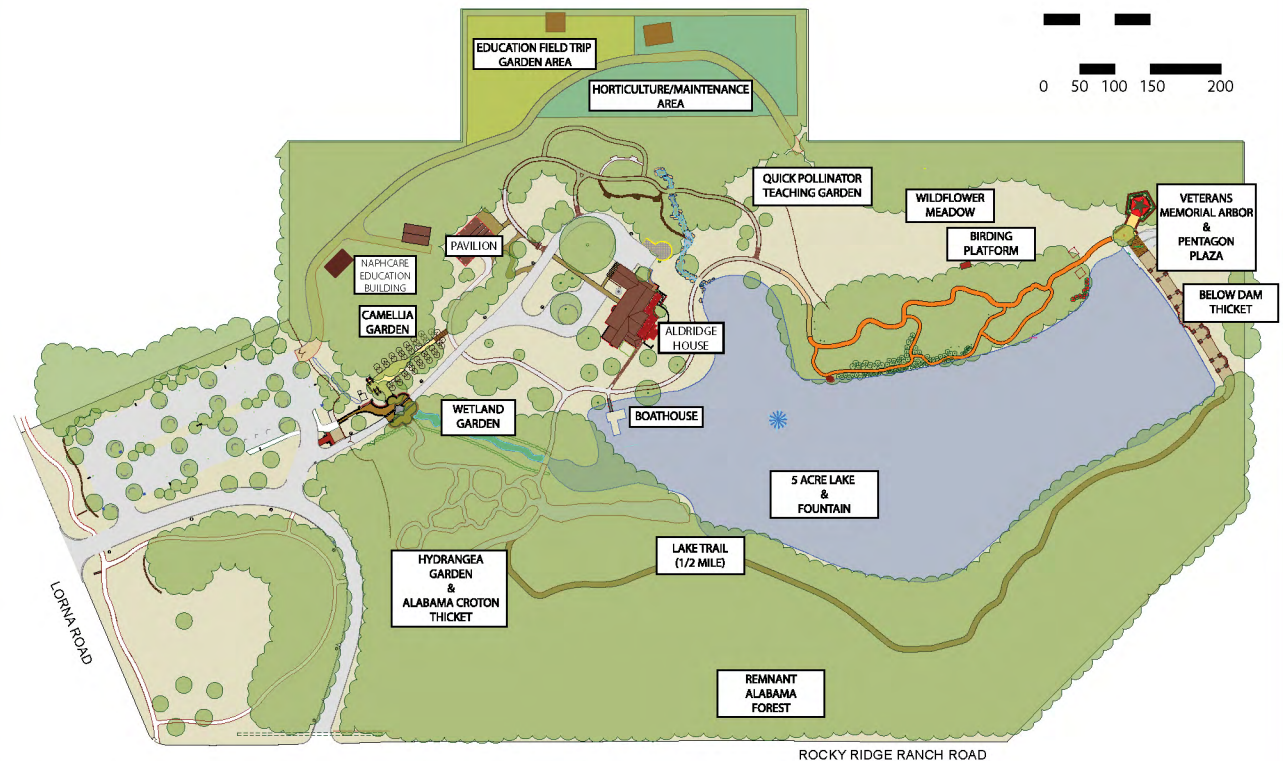 EDUCATION FIELD TRIP
GARDEN AREA
HORTICULTURE/MAINTENANCE
AREA
0 50 100 150 200
QUICK POLLINATOR
TEACHING GARDEN
WILDFLOWER
MEADOW
BIRDING
PLATFORM
VETERANS
MEMORIAL ARBOR
&
PENTAGON
PLAZA
BELOW DAM
THICKET
PAVILION
NAPHCARE
EDUCATION
BUILDING
CAMELLIA
GARDEN
ALDRIDGE
HOUSE
WETLAND
GARDEN
BOATHOUSE
5 ACRE LAKE
&
FOUNTAIN
HYDRANGEA
GARDEN
&
ALABAMA CROTON
THICKET
LAKE TRAIL
(1/2 MILE)
LORNA ROAD
REMNANT
ALABAMA
FOREST
ROCKY RIDGE RANCH ROAD